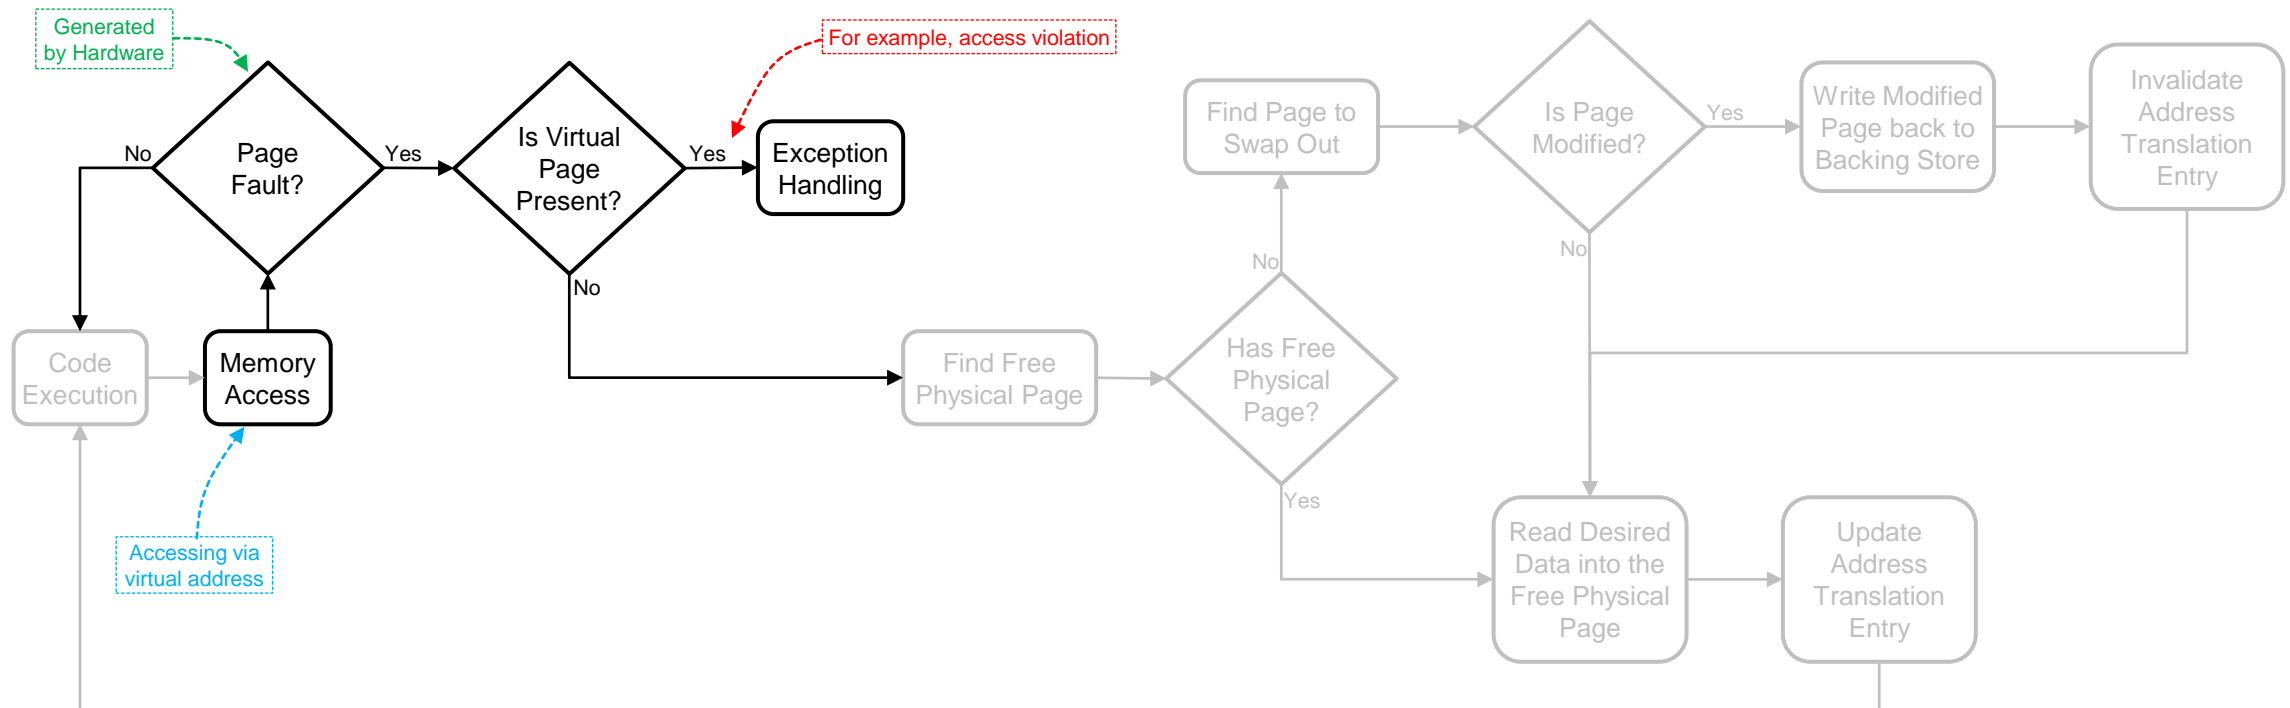 Generated
by Hardware
For example, access violation
Page
Fault?
No
Yes
Is Virtual
Page
Present?
Yes
No
Exception
Handling
Code
Execution
Memory
Access
Accessing via
virtual address
Find Free
Physical Page
Has Free
Physical
Page?
No
Yes
Find Page to
Swap Out
Is Page
Modified?
Yes
No
Write Modified
Page back to
Backing Store
Invalidate
Address
Translation
Entry
Read Desired
Data into the
Free Physical
Page
Update
Address
Translation
Entry